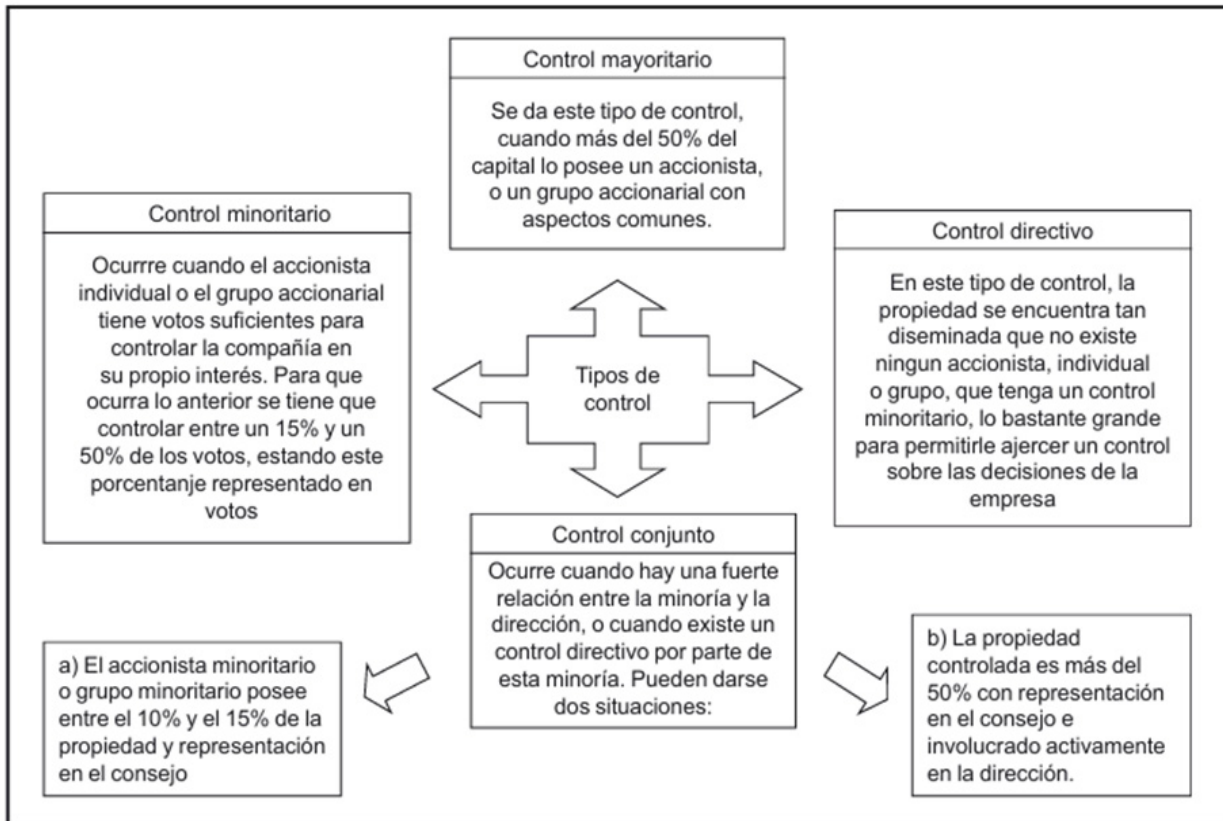 Control mayoritario
Se da este tipo de control,
cuando más del 50% del
capital lo posee un accionista,
o un grupo accionarial con
aspectos comunes.
Control minoritario
Ocurrre cuando el accionista
individual o el grupo accionarial
tiene votos suficientes para
controlar la compañía en
su propio interés. Para que
ocurra lo anterior se tiene que
controlar entre un 15% y un
50% de los votos, estando este
porcentanje representado en
votos
Tipos de
control
Control directivo
En este tipo de control, la
propiedad se encuentra tan
diseminada que no existe
ningun accionista, individual
o grupo, que tenga un control
minoritario, lo bastante grande
para permitirle ajercer un control
sobre las decisiones de la
empresa
Control conjunto
Ocurre cuando hay una fuerte
relación entre la minoría y la
dirección, o cuando existe un
control directivo por parte de
esta minoría. Pueden darse
dos situaciones:
a) El accionista minoritario
o grupo minoritario posee
entre el 10% y el 15% de la
propiedad y representación
en el consejo
b) La propiedad
controlada es más del
50% con representación
en el consejo e
involucrado activamente
en la dirección.